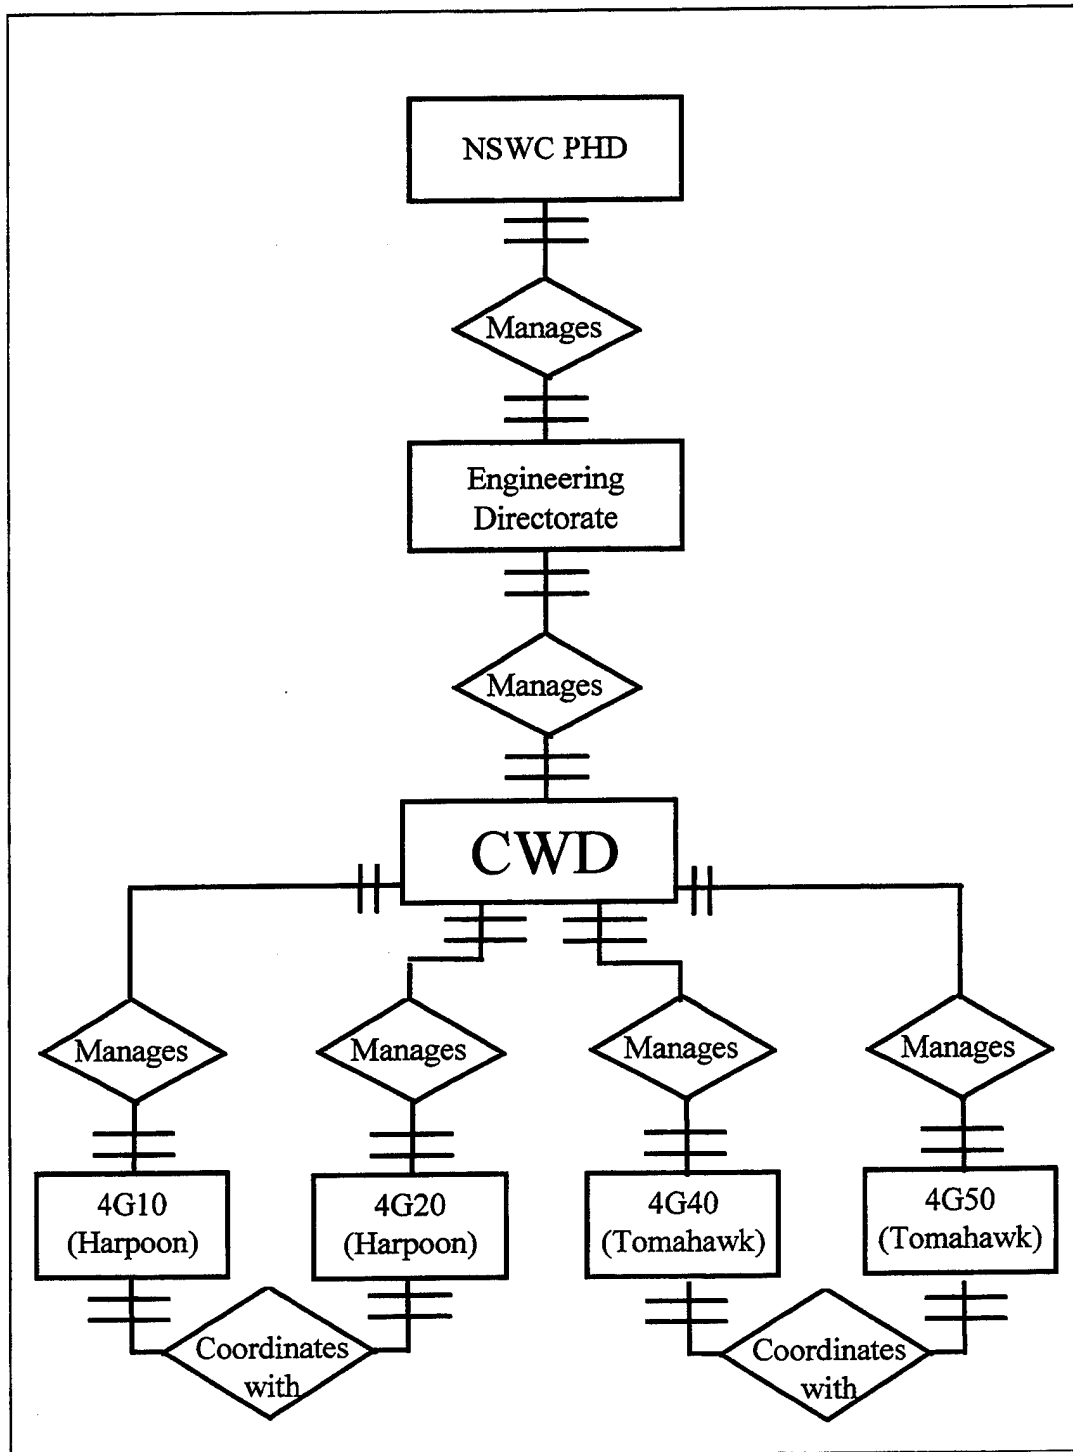 NSWC PHD
Manages
Engineering
Directorate
Manages
CWD
Manages
Manages
Manages
Manages
4G10
(Harpoon)
4G20
(Harpoon)
4G40
(Tomahawk)
4G50
(Tomahawk)
Coordinates
with
Coordinates
with